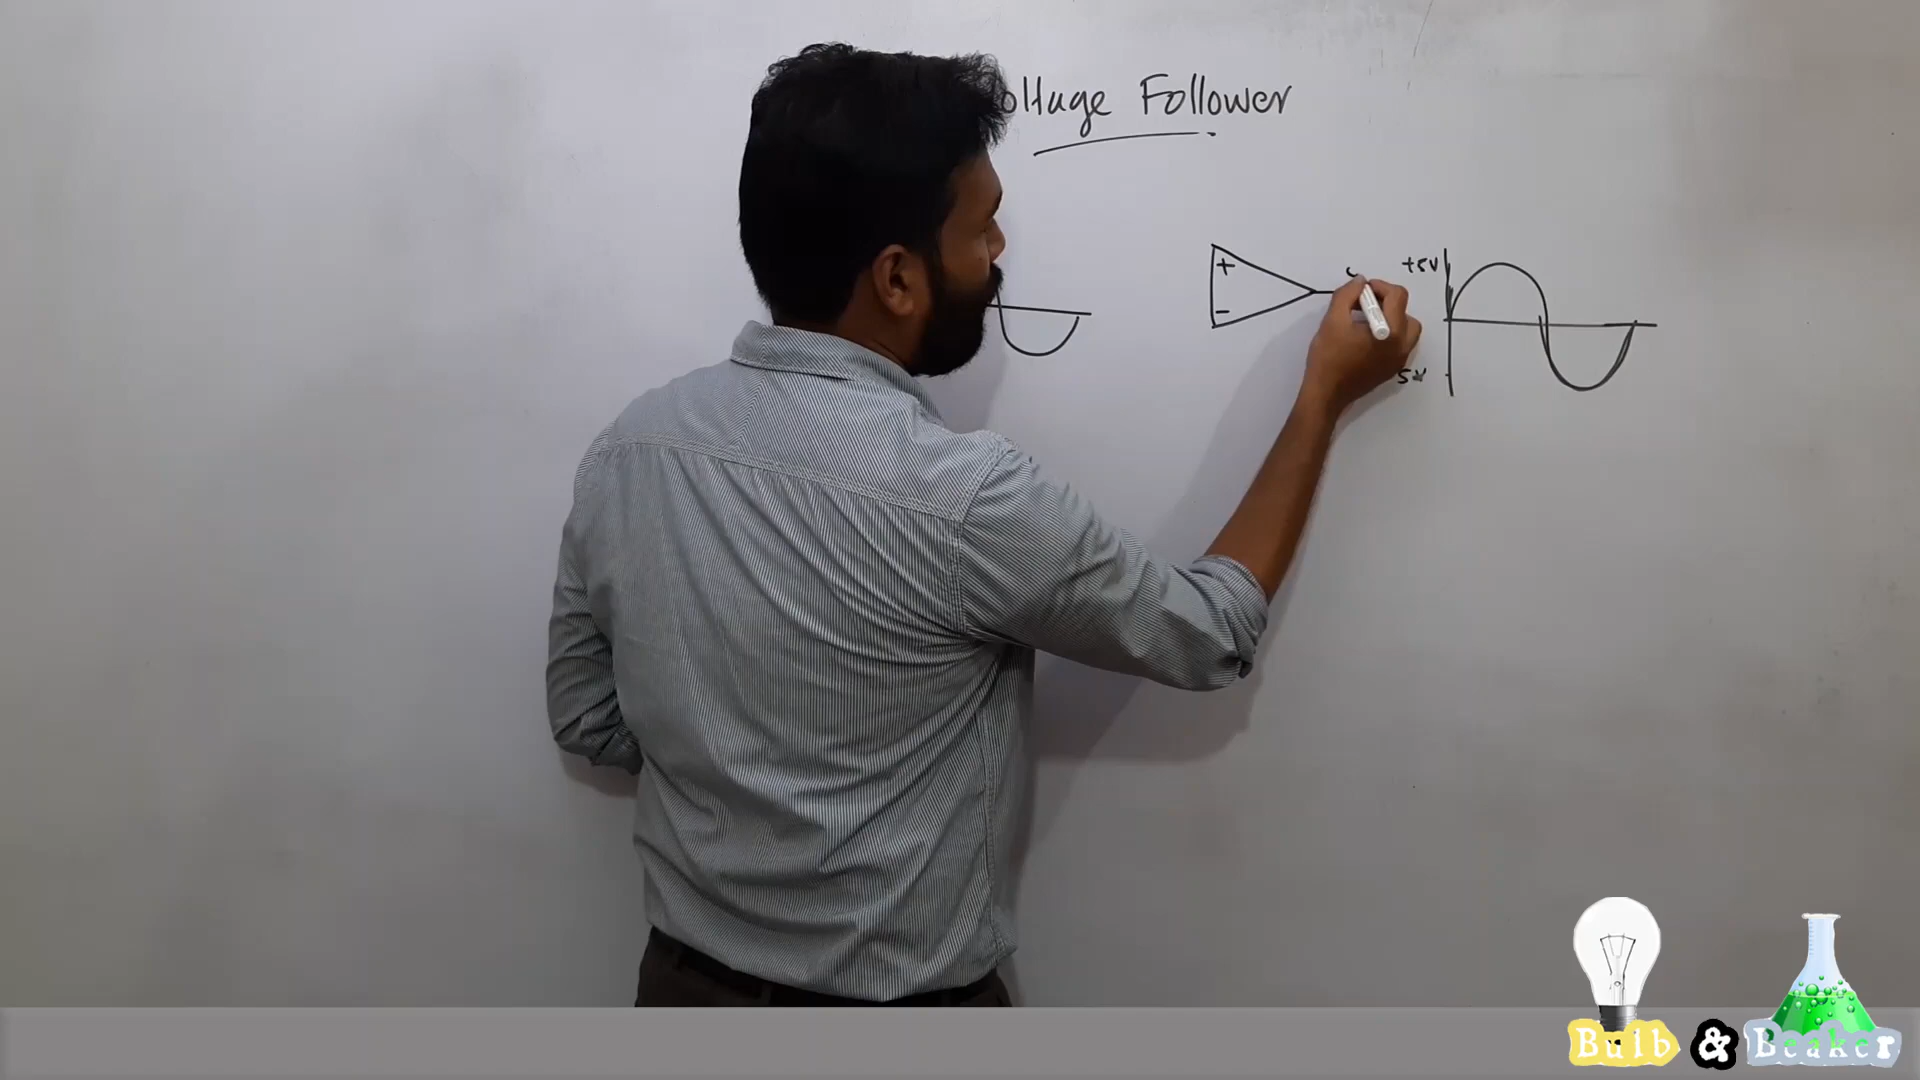 oltage Follower
+ +5V
-
5V
Bulb & Beaker